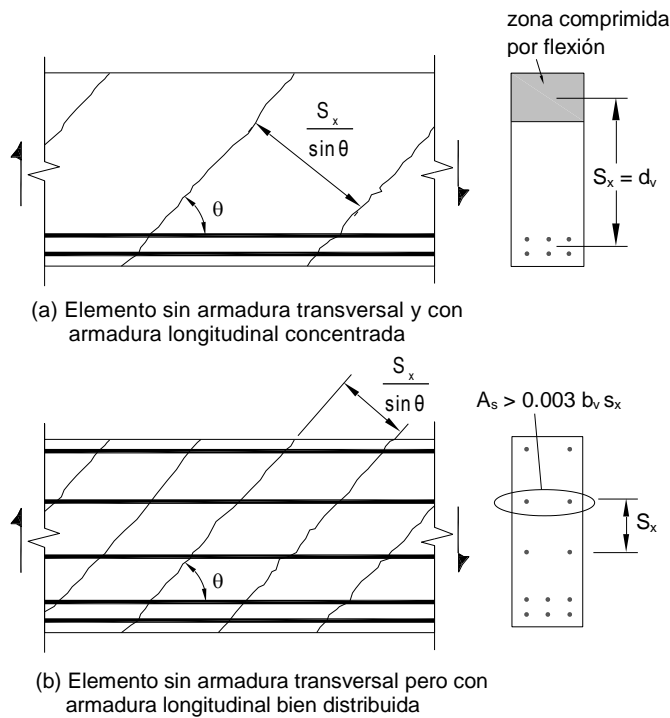 zona comprimida
por flexión
S_x
sin θ
θ
S_x = d_v
(a) Elemento sin armadura transversal y con
armadura longitudinal concentrada
S_x
sin θ
A_s > 0.003 b_v s_x
S_x
θ
(b) Elemento sin armadura transversal pero con
armadura longitudinal bien distribuida